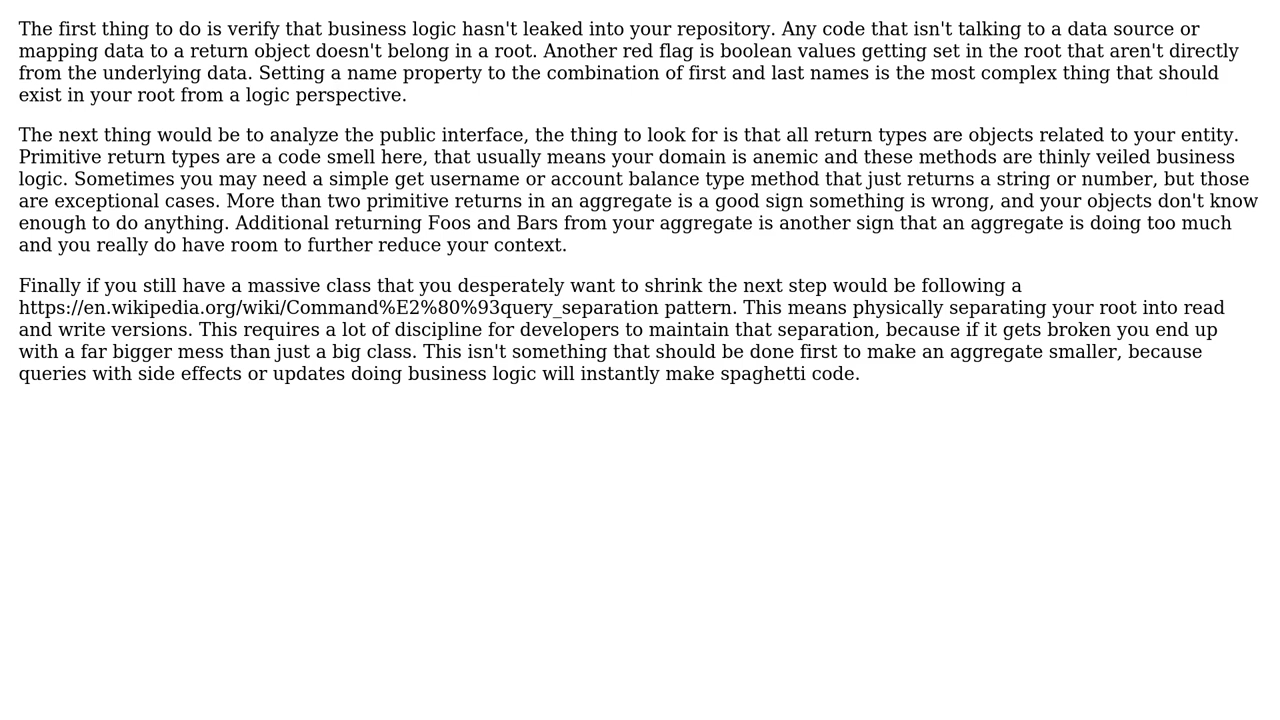 The first thing to do is verify that business logic hasn't leaked into your repository. Any code that isn't talking to a data source or
mapping data to a return object doesn't belong in a root. Another red flag is boolean values getting set in the root that aren't directly
from the underlying data. Setting a name property to the combination of first and last names is the most complex thing that should
exist in your root from a logic perspective.
The next thing would be to analyze the public interface, the thing to look for is that all return types are objects related to your entity.
Primitive return types are a code smell here, that usually means your domain is anemic and these methods are thinly veiled business
logic. Sometimes you may need a simple get username or account balance type method that just returns a string or number, but those
are exceptional cases. More than two primitive returns in an aggregate is a good sign something is wrong, and your objects don't know
enough to do anything. Additional returning Foos and Bars from your aggregate is another sign that an aggregate is doing too much
and you really do have room to further reduce your context.
Finally if you still have a massive class that you desperately want to shrink the next step would be following a
https://en.wikipedia.org/wiki/Command%E2%80%93query_separation pattern. This means physically separating your root into read
and write versions. This requires a lot of discipline for developers to maintain that separation, because if it gets broken you end up
with a far bigger mess than just a big class. This isn't something that should be done first to make an aggregate smaller, because
queries with side effects or updates doing business logic will instantly make spaghetti code.